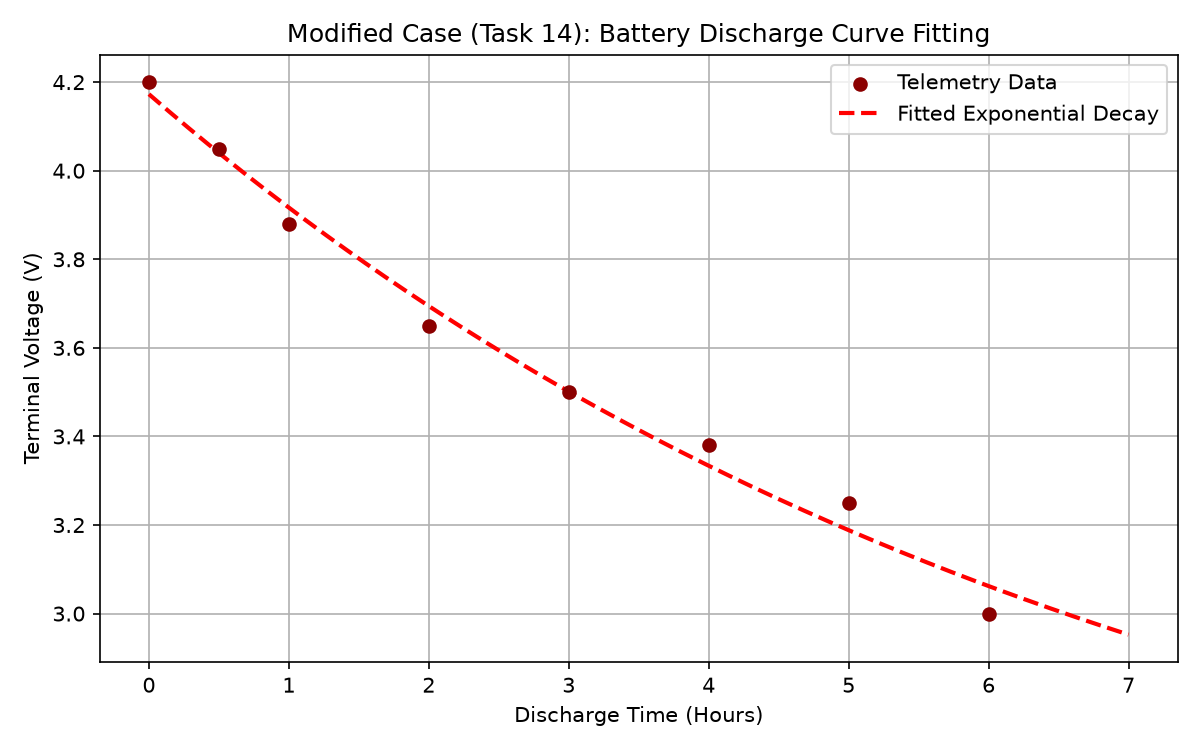 Modified Case (Task 14): Battery Discharge Curve Fitting
Telemetry Data
Fitted Exponential Decay
Terminal Voltage (V)
4.2
4.0
3.8
3.6
3.4
3.2
3.0
0 1 2 3 4 5 6 7
Discharge Time (Hours)